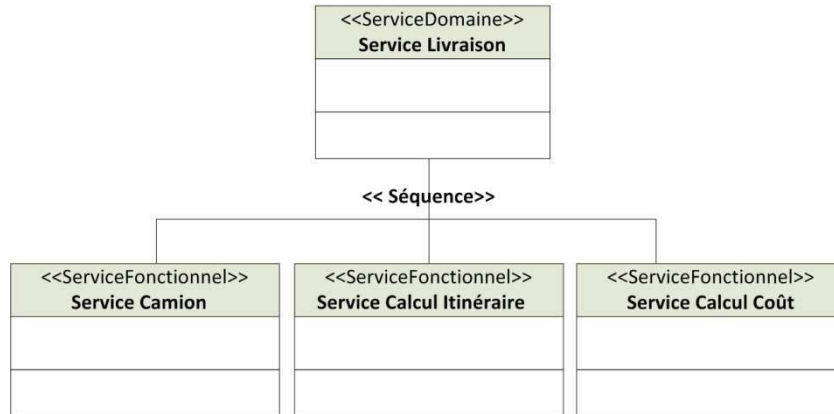 <<ServiceDomaine>>
Service Livraison
<< Séquence>>
<<ServiceFonctionnel>>
Service Camion
<<ServiceFonctionnel>>
Service Calcul Itinéraire
<<ServiceFonctionnel>>
Service Calcul Coût